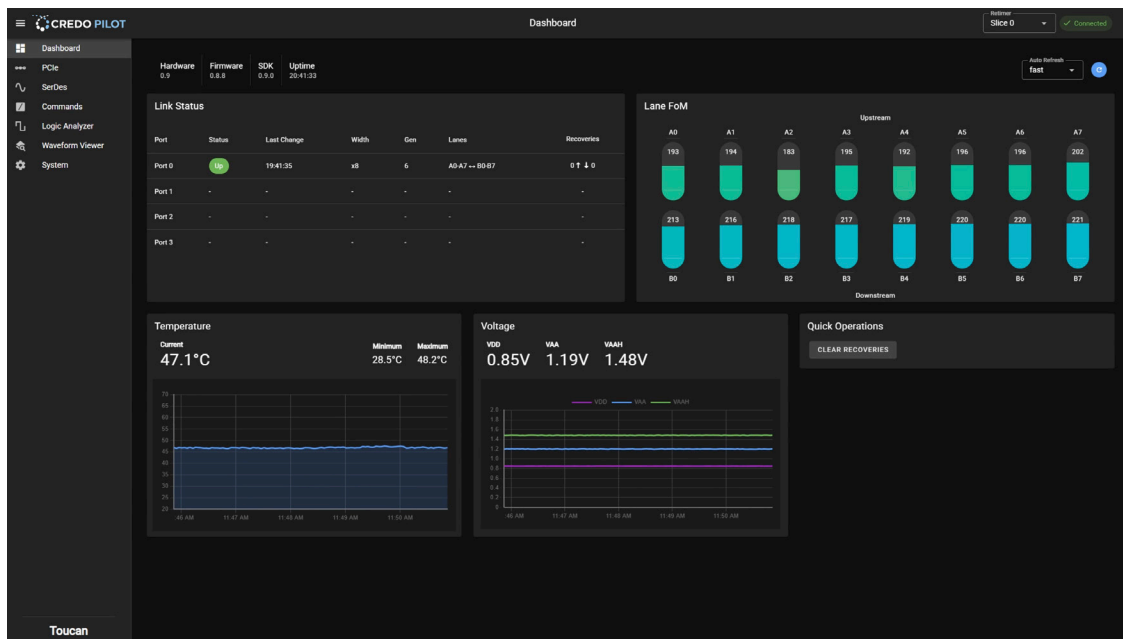 CREDO PILOT
Dashboard
Retimer
Slice 0
Connected
Dashboard
PCIe
SerDes
Commands
Logic Analyzer
Waveform Viewer
System
Toucan
Hardware Firmware SDK Uptime
0.9 0.8.8 0.9.0 20:41:33
Auto Refresh
fast
Link Status
Port Status Last Change Width Gen Lanes Recoveries
Port 0 Up 19:41:35 x8 6 A0-A7 ↔ B0-B7 0 ↑ ↓ 0
Port 1 - - - - - -
Port 2 - - - - - -
Port 3 - - - - - -
Lane FoM
Upstream
A0 A1 A2 A3 A4 A5 A6 A7
193 194 183 195 192 196 196 202
213 216 218 217 219 220 220 221
B0 B1 B2 B3 B4 B5 B6 B7
Downstream
Temperature
Current Minimum Maximum
47.1°C 28.5°C 48.2°C
70
65
60
55
50
45
40
35
30
25
20
:46 AM 11:47 AM 11:48 AM 11:49 AM 11:50 AM
Voltage
VDD VAA VAAH
0.85V 1.19V 1.48V
VDD VAA VAAH
2.0
1.8
1.6
1.4
1.2
1.0
0.8
0.6
0.4
0.2
0
:46 AM 11:47 AM 11:48 AM 11:49 AM 11:50 AM
Quick Operations
CLEAR RECOVERIES